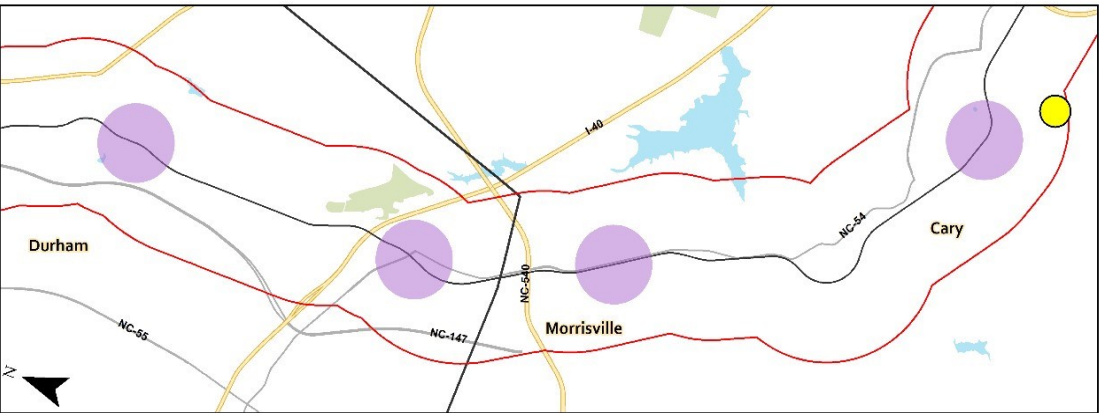 I-40
NC-54
Cary
Durham
NC-540
Morrisville
NC-55
NC-147
N